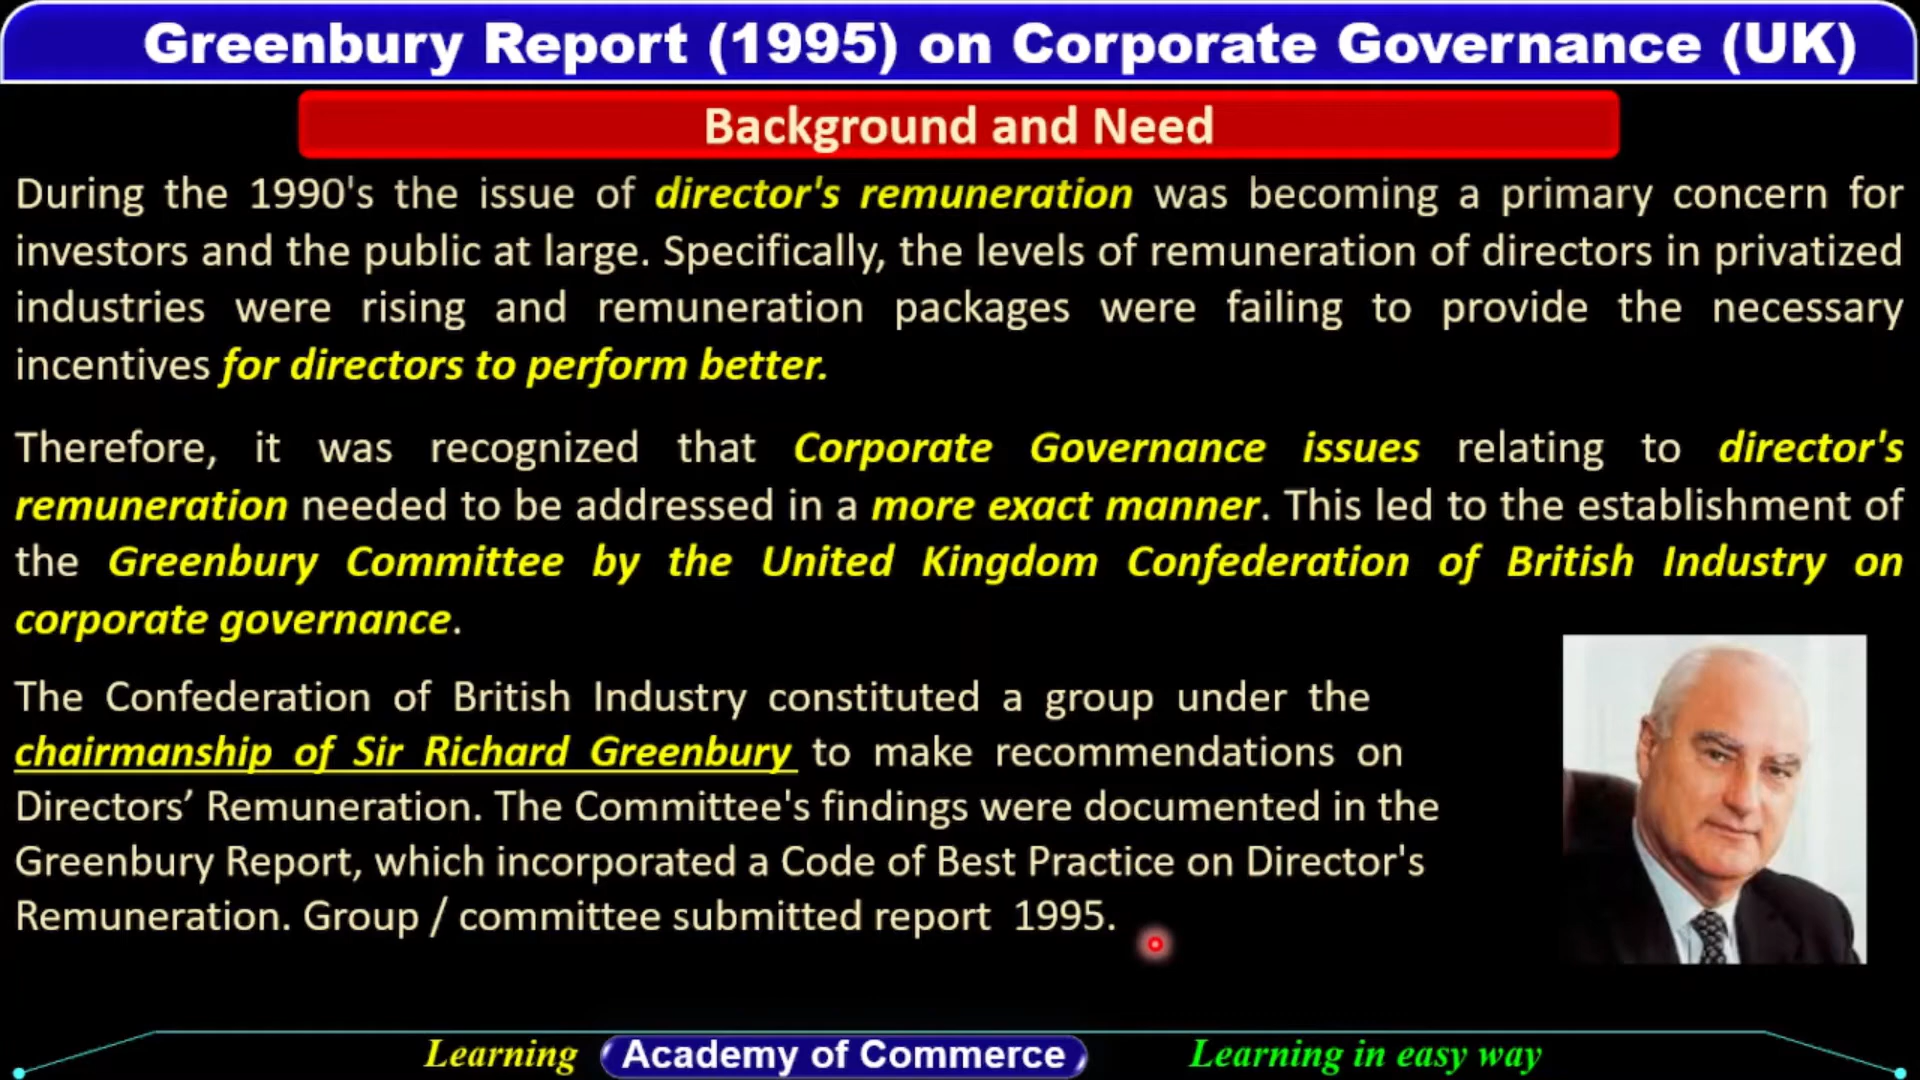 Greenbury Report (1995) on Corporate Governance (UK)
Background and Need
During the 1990's the issue of director's remuneration was becoming a primary concern for
investors and the public at large. Specifically, the levels of remuneration of directors in privatized
industries were rising and remuneration packages were failing to provide the necessary
incentives for directors to perform better.
Therefore, it was recognized that Corporate Governance issues relating to director's
remuneration needed to be addressed in a more exact manner. This led to the establishment of
the Greenbury Committee by the United Kingdom Confederation of British Industry on
corporate governance.
The Confederation of British Industry constituted a group under the
chairmanship of Sir Richard Greenbury to make recommendations on
Directors’ Remuneration. The Committee's findings were documented in the
Greenbury Report, which incorporated a Code of Best Practice on Director's
Remuneration. Group / committee submitted report 1995.
Learning Academy of Commerce Learning in easy way